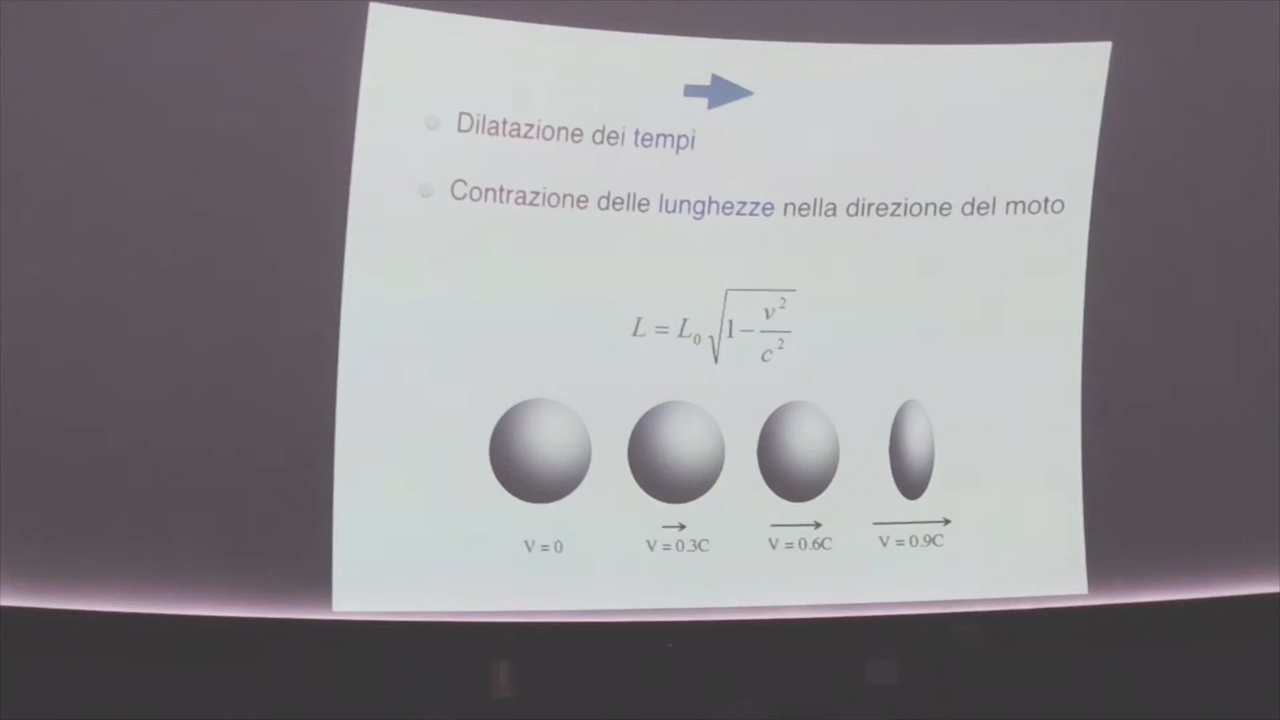 Dilatazione dei tempi
Contrazione delle lunghezze nella direzione del moto
L = L₀ √1 − v²/c²
V = 0
V = 0.3C
V = 0.6C
V = 0.9C